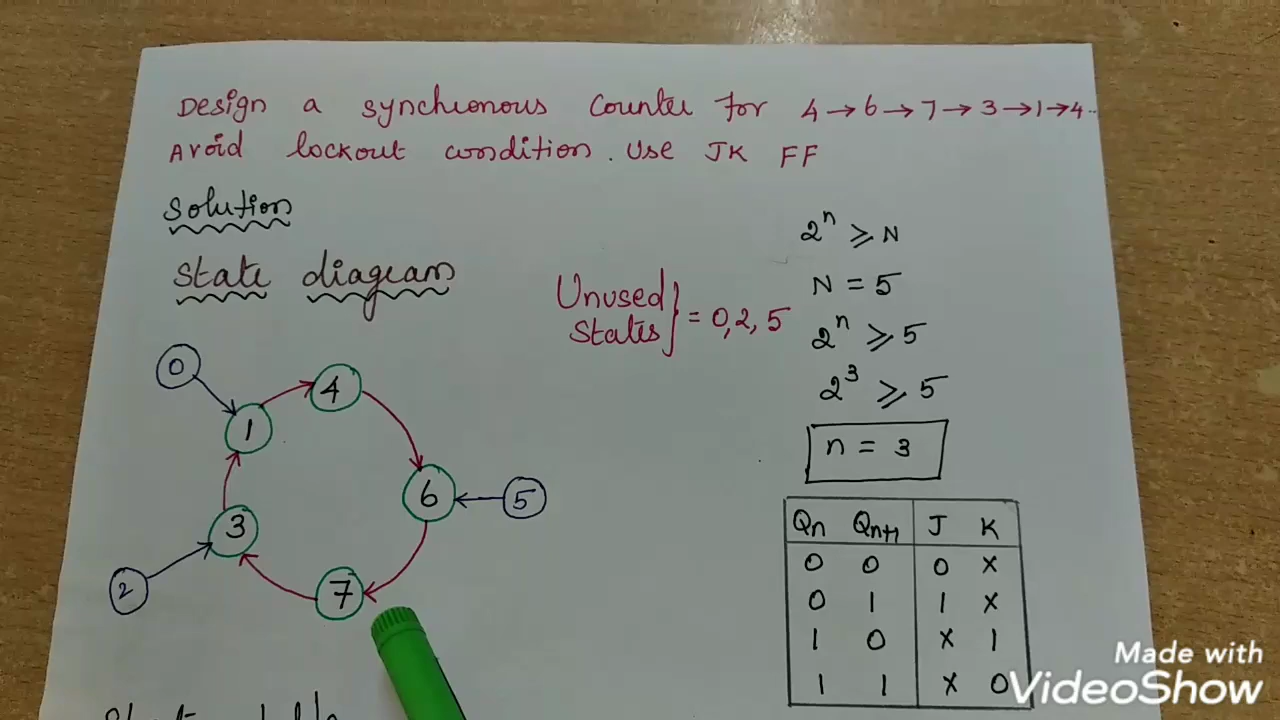 Design a synchronous counter for 4 → 6 → 7 → 3 → 1 → 4..
Avoid lockout condition. Use JK FF
Solution
State diagram
Unused
States } = 0, 2, 5
2ⁿ ⩾ N
N = 5
2ⁿ ⩾ 5
2³ ⩾ 5
n = 3
0
4
1
6
5
3
2
7
Qn Qn+1 J K
0 0 0 x
0 1 1 x
1 0 x 1
1 1 x 0
Made with
VideoShow